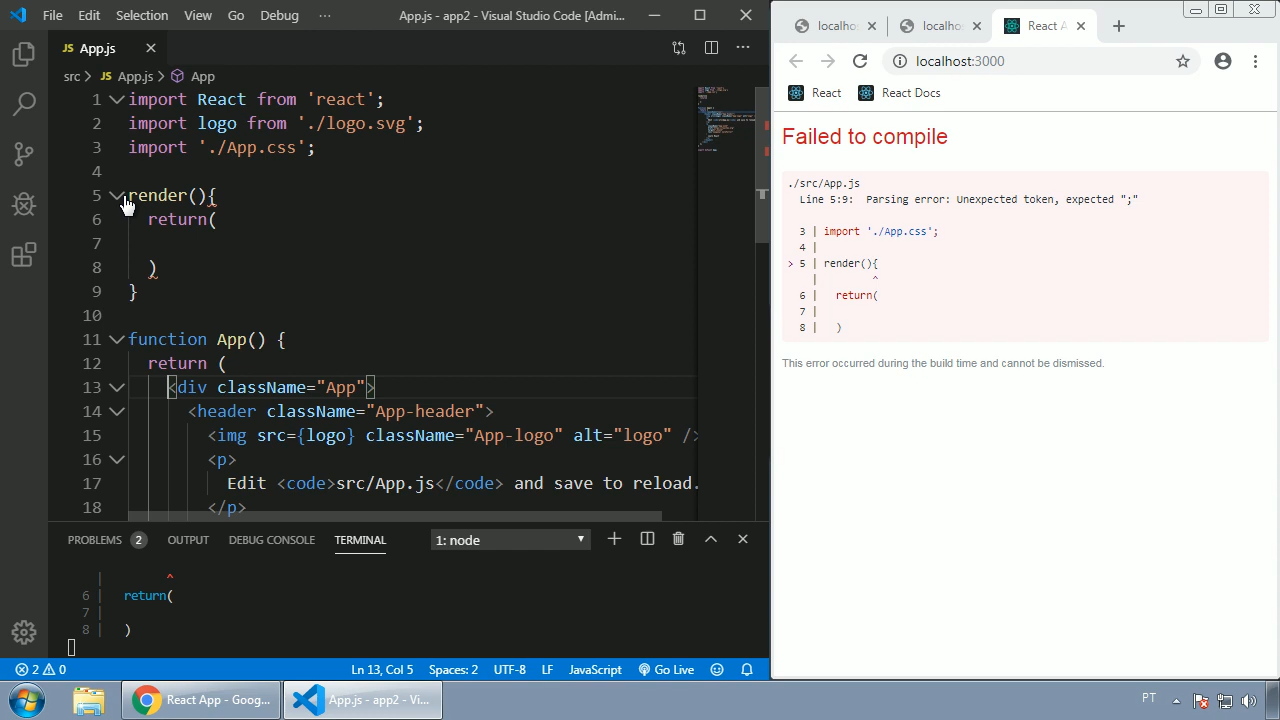 File Edit Selection View Go Debug ··· App.js - app2 - Visual Studio Code [Admi...
JS App.js
src > JS App.js > App
1 import React from 'react';
2 import logo from './logo.svg';
3 import './App.css';
4
5 render(){
6 return(
7
8 )
9 }
10
11 function App() {
12 return (
13 <div className="App">
14 <header className="App-header">
15 <img src={logo} className="App-logo" alt="logo" />
16 <p>
17 Edit <code>src/App.js</code> and save to reload.
18 </p>
PROBLEMS 2 OUTPUT DEBUG CONSOLE TERMINAL 1: node
| ^
6 | return(
7 |
8 | )
2 0 Ln 13, Col 5 Spaces: 2 UTF-8 LF JavaScript Go Live
localho localho React A
localhost:3000
React React Docs
Failed to compile
./src/App.js
Line 5:9: Parsing error: Unexpected token, expected ";"
3 | import './App.css';
4 |
> 5 | render(){
| ^
6 | return(
7 |
8 | )
This error occurred during the build time and cannot be dismissed.
React App - Goog... App.js - app2 - Vi... PT